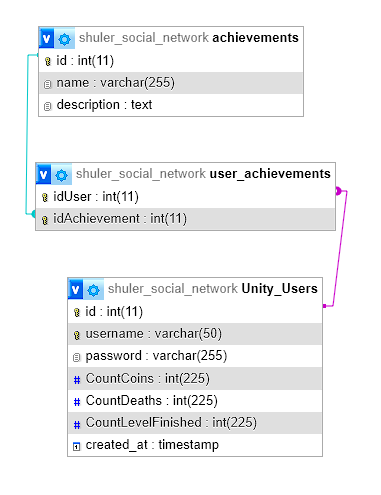 v shuler_social_network achievements
id : int(11)
name : varchar(255)
description : text
v shuler_social_network user_achievements
idUser : int(11)
idAchievement : int(11)
v shuler_social_network Unity_Users
id : int(11)
username : varchar(50)
password : varchar(255)
# CountCoins : int(225)
# CountDeaths : int(225)
# CountLevelFinished : int(225)
created_at : timestamp